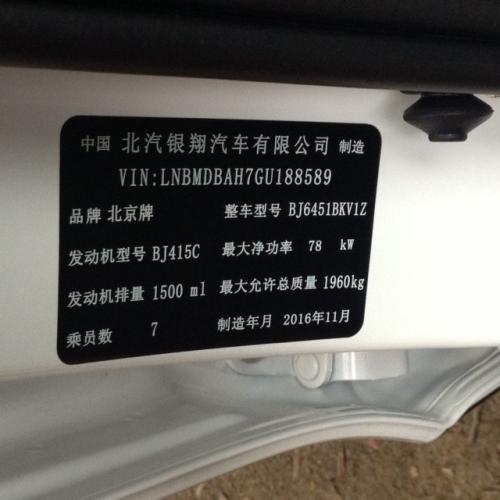 中国 北汽银翔汽车有限公司 制造
VIN:LNBMDBAH7GU188589
品牌 北京牌 整车型号 BJ6451BKV1Z
发动机型号 BJ415C 最大净功率 78 kW
发动机排量 1500 ml 最大允许总质量 1960kg
乘员数 7 制造年月 2016年11月